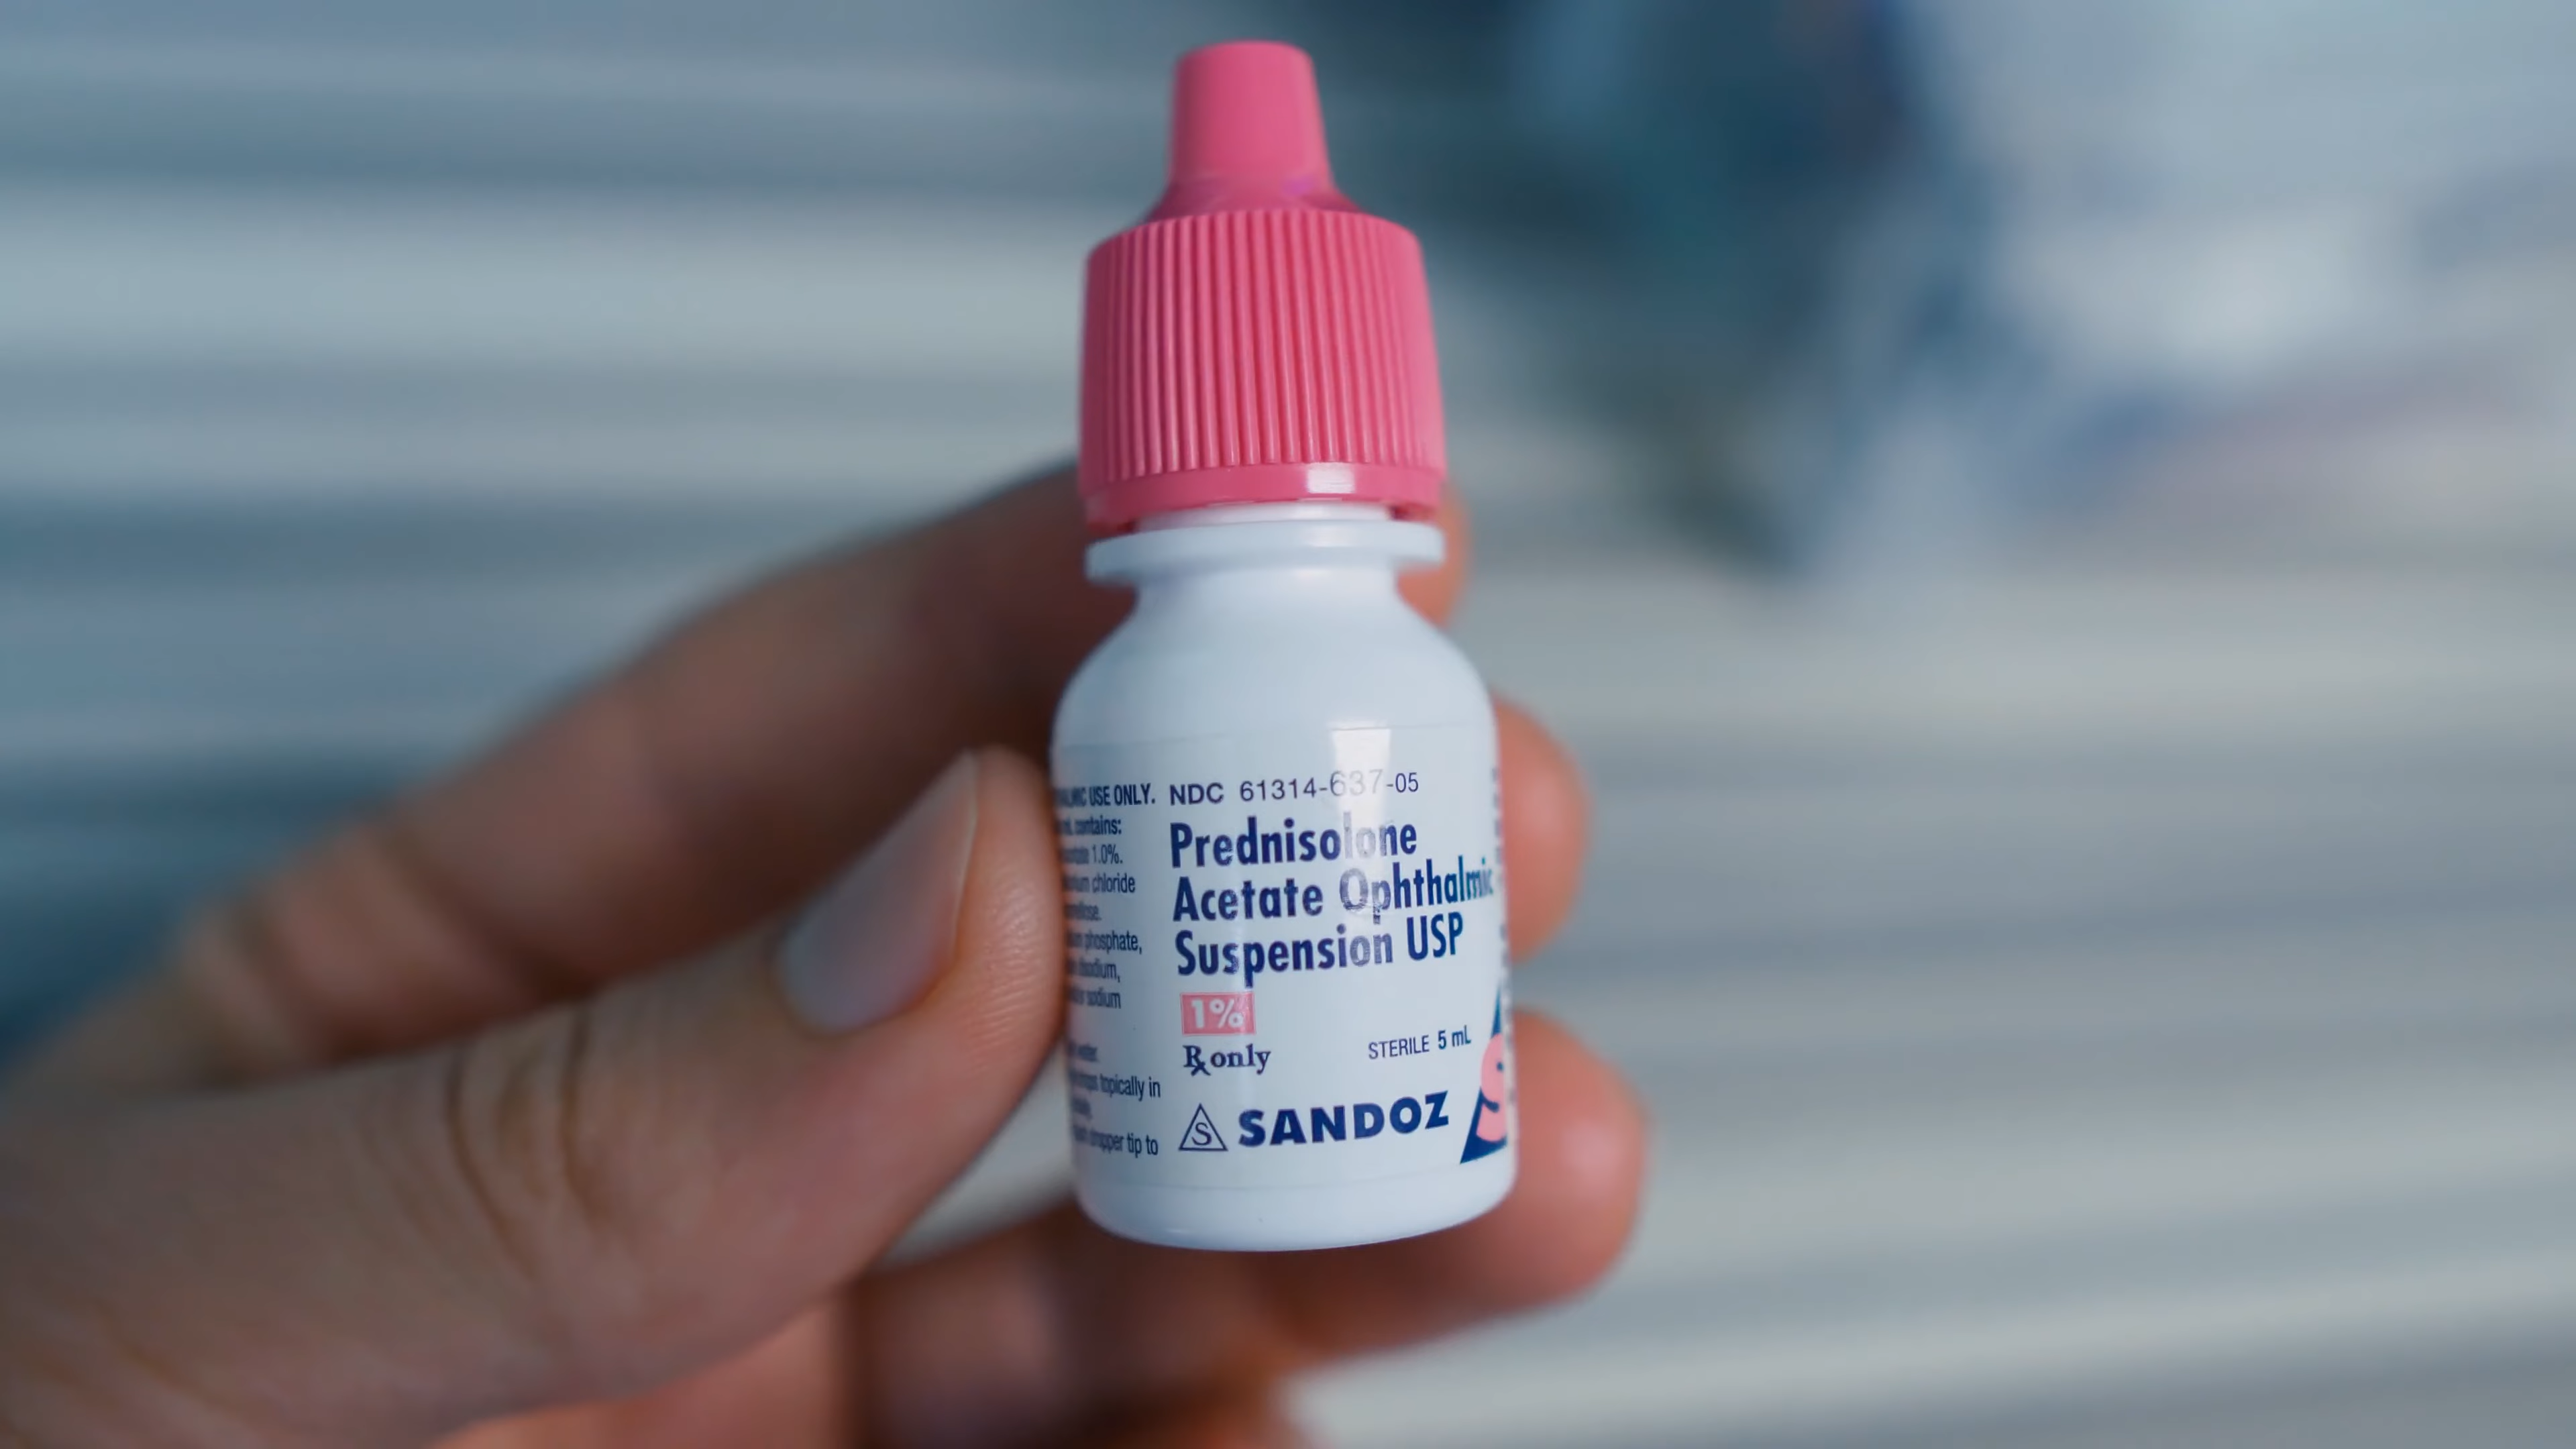 USE ONLY.
contains:
1.0%.
chloride
phosphate,
sodium
topically in
dropper tip to
NDC 61314-637-05
Prednisolone
Acetate Ophthalmic
Suspension USP
1%
℞ only
STERILE 5 mL
S SANDOZ
S